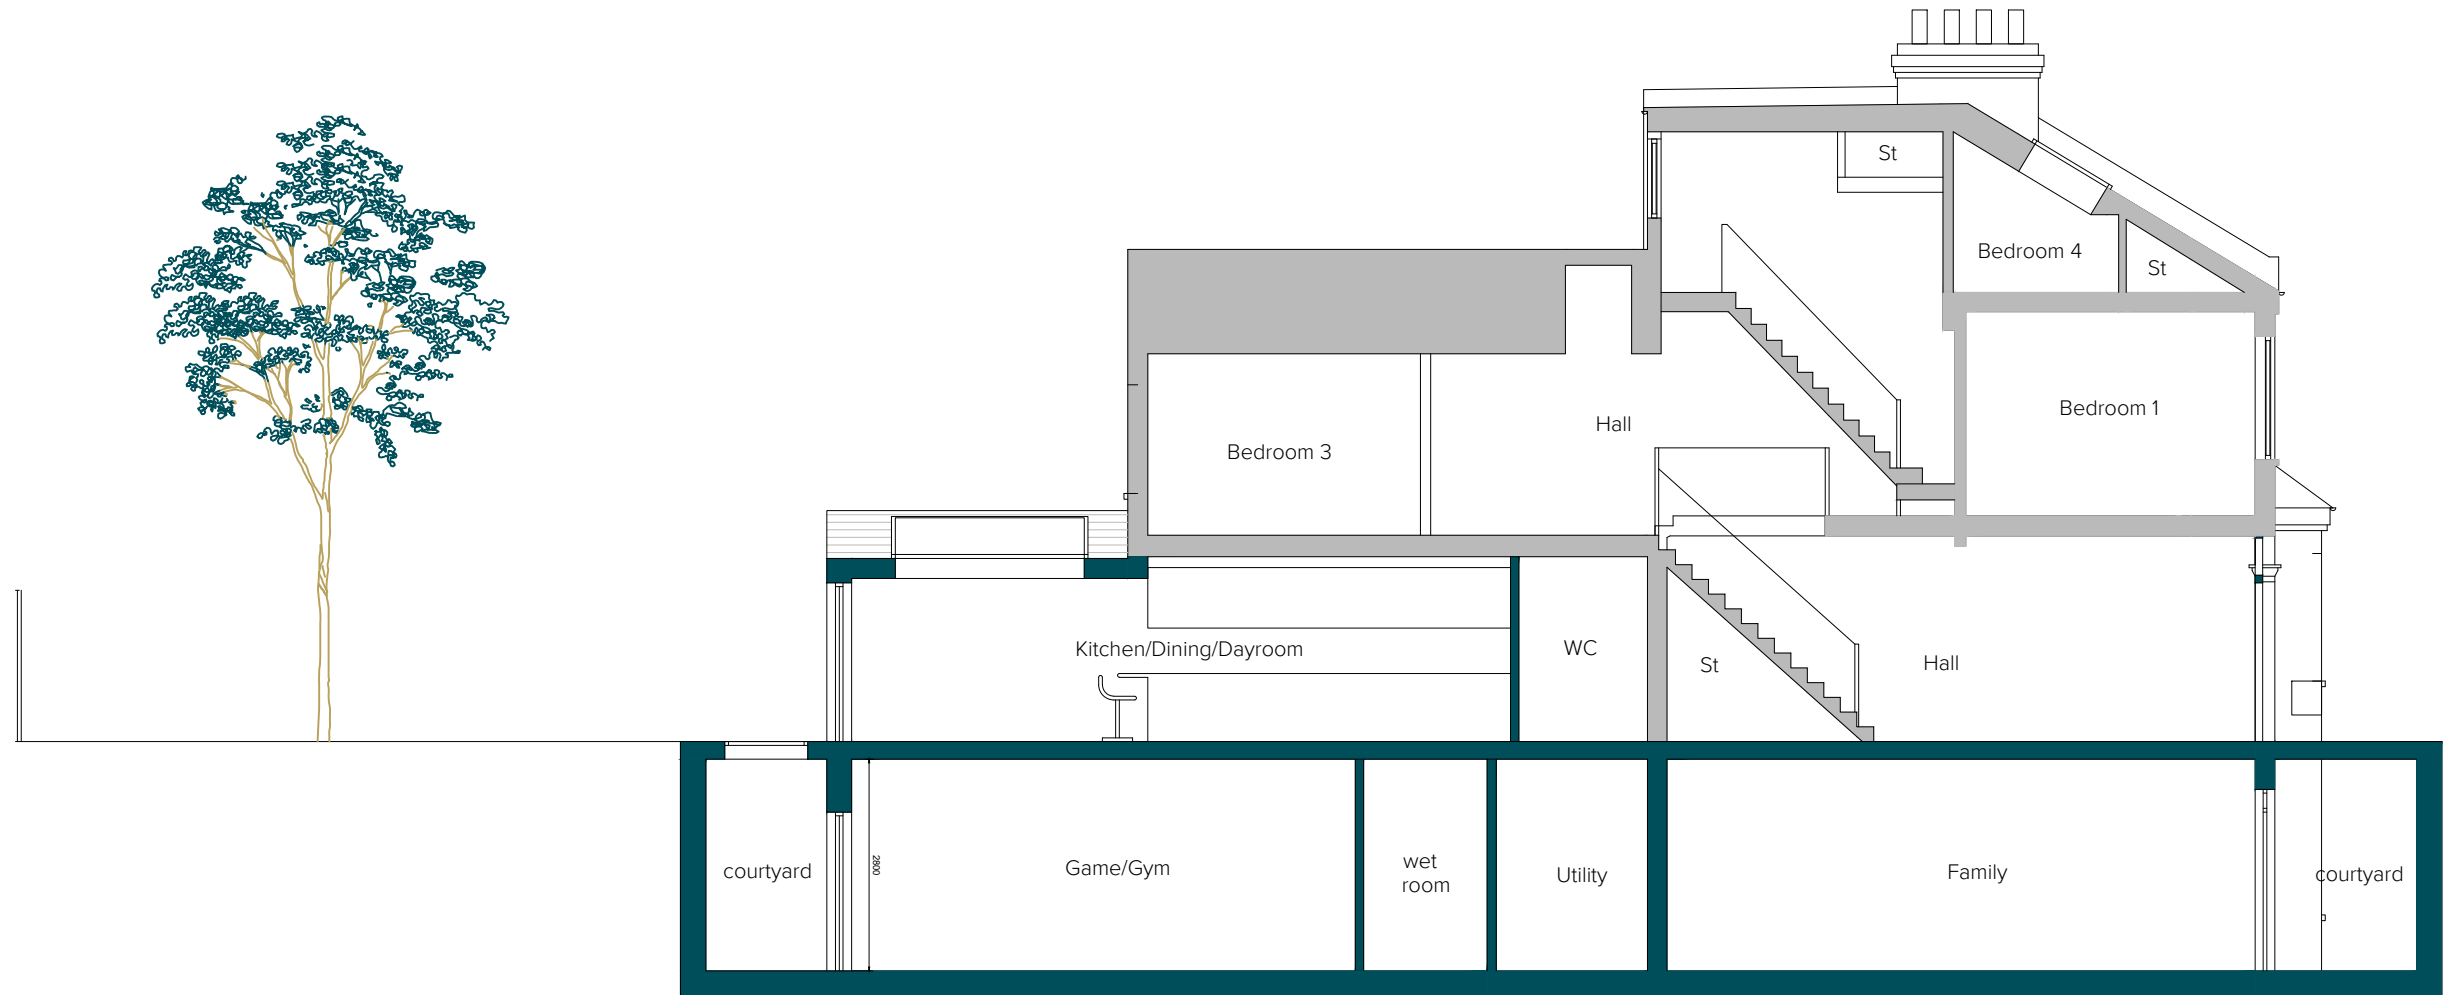 St
Bedroom 4
St
Bedroom 1
Hall
Bedroom 3
Kitchen/Dining/Dayroom
WC
St
Hall
courtyard
2800
Game/Gym
wet
room
Utility
Family
courtyard